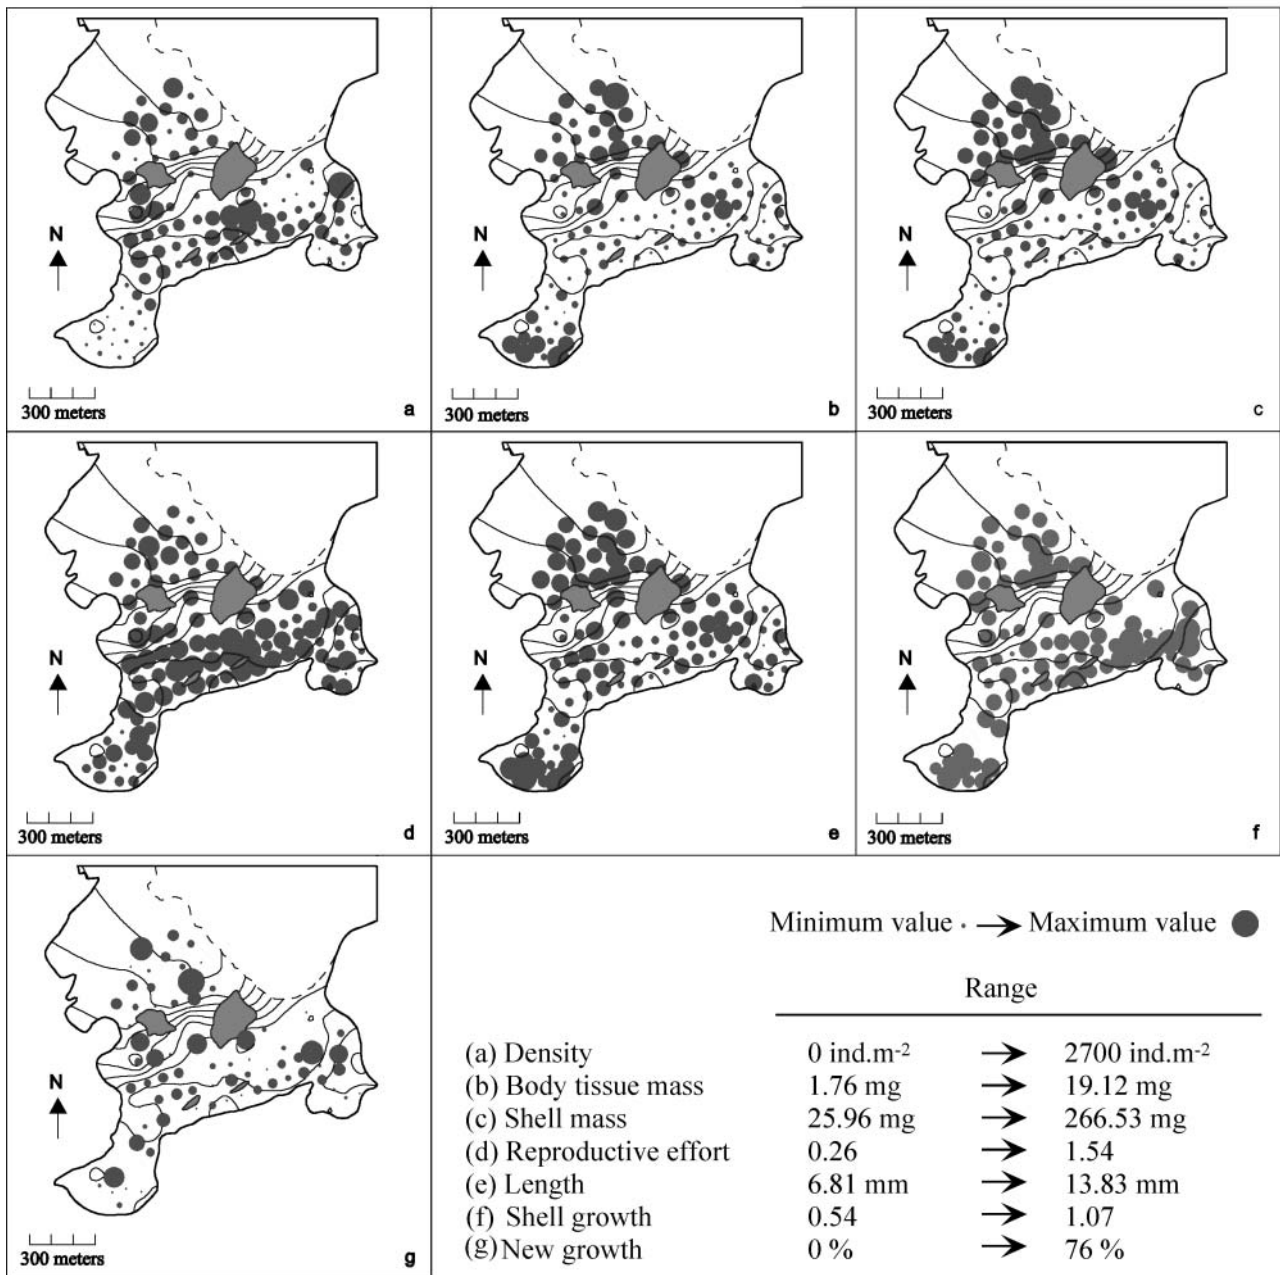 N
300 meters
a
N
300 meters
b
N
300 meters
c
N
300 meters
d
N
300 meters
e
N
300 meters
f
N
300 meters
g
Minimum value → Maximum value
Range
(a) Density 0 ind.m-2 → 2700 ind.m-2
(b) Body tissue mass 1.76 mg → 19.12 mg
(c) Shell mass 25.96 mg → 266.53 mg
(d) Reproductive effort 0.26 → 1.54
(e) Length 6.81 mm → 13.83 mm
(f) Shell growth 0.54 → 1.07
(g) New growth 0 % → 76 %